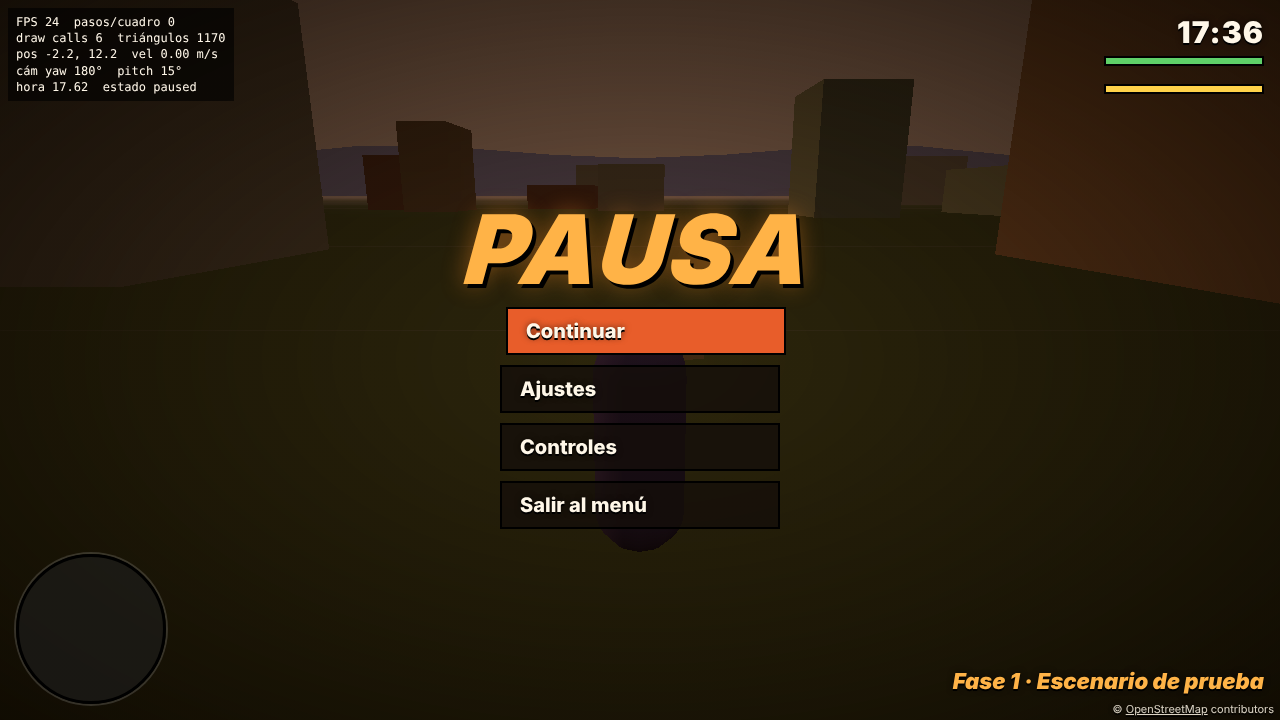 FPS 24  pasos/cuadro 0
draw calls 6  triángulos 1170
pos -2.2, 12.2  vel 0.00 m/s
cám yaw 180°  pitch 15°
hora 17.62  estado paused
17:36
PAUSA
Continuar
Ajustes
Controles
Salir al menú
Fase 1 · Escenario de prueba
© OpenStreetMap contributors